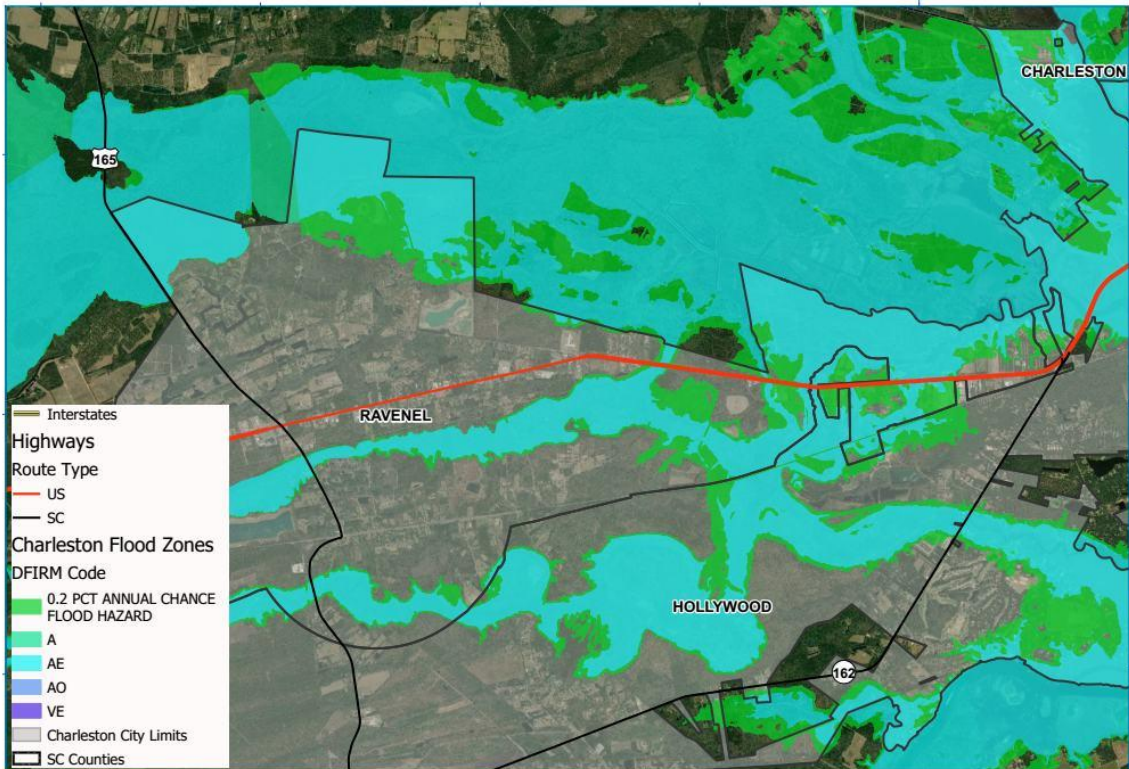 CHARLESTON
165
RAVENEL
HOLLYWOOD
162
Interstates
Highways
Route Type
US
SC
Charleston Flood Zones
DFIRM Code
0.2 PCT ANNUAL CHANCE
FLOOD HAZARD
A
AE
AO
VE
Charleston City Limits
SC Counties